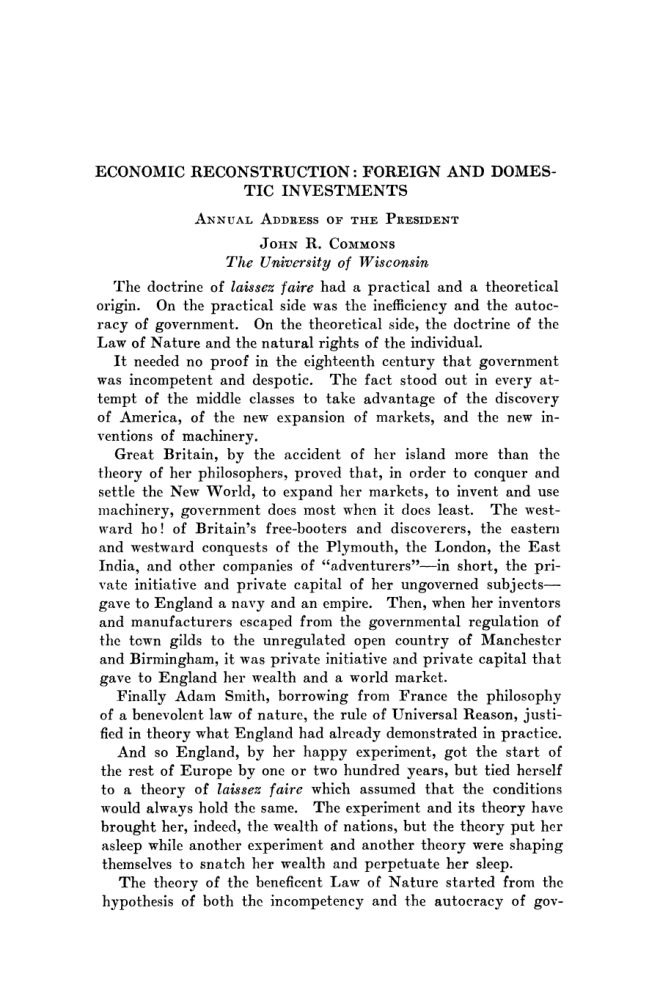 ECONOMIC RECONSTRUCTION: FOREIGN AND DOMES-
TIC INVESTMENTS
ANNUAL ADDRESS OF THE PRESIDENT
JOHN R. COMMONS
The University of Wisconsin
The doctrine of laissez faire had a practical and a theoretical
origin. On the practical side was the inefficiency and the autoc-
racy of government. On the theoretical side, the doctrine of the
Law of Nature and the natural rights of the individual.
It needed no proof in the eighteenth century that government
was incompetent and despotic. The fact stood out in every at-
tempt of the middle classes to take advantage of the discovery
of America, of the new expansion of markets, and the new in-
ventions of machinery.
Great Britain, by the accident of her island more than the
theory of her philosophers, proved that, in order to conquer and
settle the New World, to expand her markets, to invent and use
machinery, government does most when it does least. The west-
ward ho! of Britain's free-booters and discoverers, the eastern
and westward conquests of the Plymouth, the London, the East
India, and other companies of “adventurers”—in short, the pri-
vate initiative and private capital of her ungoverned subjects—
gave to England a navy and an empire. Then, when her inventors
and manufacturers escaped from the governmental regulation of
the town gilds to the unregulated open country of Manchester
and Birmingham, it was private initiative and private capital that
gave to England her wealth and a world market.
Finally Adam Smith, borrowing from France the philosophy
of a benevolent law of nature, the rule of Universal Reason, justi-
fied in theory what England had already demonstrated in practice.
And so England, by her happy experiment, got the start of
the rest of Europe by one or two hundred years, but tied herself
to a theory of laissez faire which assumed that the conditions
would always hold the same. The experiment and its theory have
brought her, indeed, the wealth of nations, but the theory put her
asleep while another experiment and another theory were shaping
themselves to snatch her wealth and perpetuate her sleep.
The theory of the beneficent Law of Nature started from the
hypothesis of both the incompetency and the autocracy of gov-